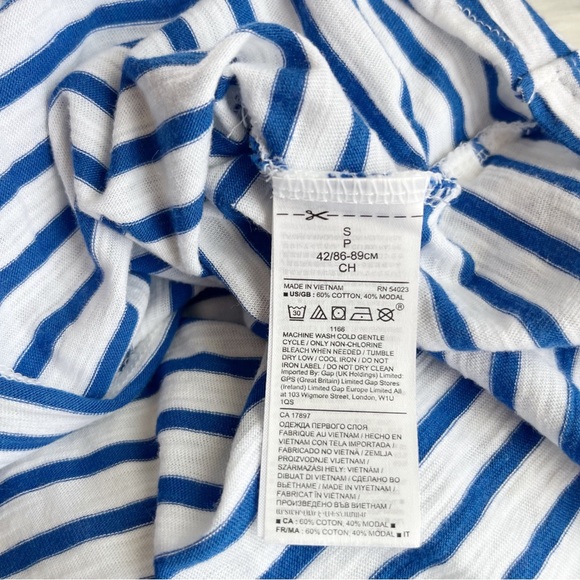 S
P
42/86-89CM
CH
MADE IN VIETNAM RN 54023
■ US/GB : 60% COTTON, 40% MODAL
30 ®
1166
MACHINE WASH COLD GENTLE
CYCLE / ONLY NON-CHLORINE
BLEACH WHEN NEEDED / TUMBLE
DRY LOW / COOL IRON / DO NOT
IRON LABEL / DO NOT DRY CLEAN
Imported By: Gap (UK Holdings) Limited:
GPS (Great Britain) Limited Gap Stores
(Ireland) Limited Gap Europe Limited All
at 103 Wigmore Street, London, W1U
1QS
CA 17897
ОДЕЖДА ПЕРВОГО СЛОЯ
FABRIQUE AU VIETNAM / HECHO EN
VIETNAM CON TELA IMPORTADA /
FABRICADO NO VIETNÃ / ZEMLJA
PROIZVODNJE VIJETNAM /
SZÁRMAZÁSI HELY: VIETNAM /
DIBUAT DI VIETNAM / СДЕЛАНО ВО
ВЬЕТНАМЕ / MADE IN VIYETNAM /
FABRICAT ÎN VIETNAM /
ПРОИЗВЕДЕНО ВЪВ ВИЕТНАМ /
■ CA : 60% COTON, 40% MODAL
■ FR/MA : 60% COTON, 40% MODAL ■ IT